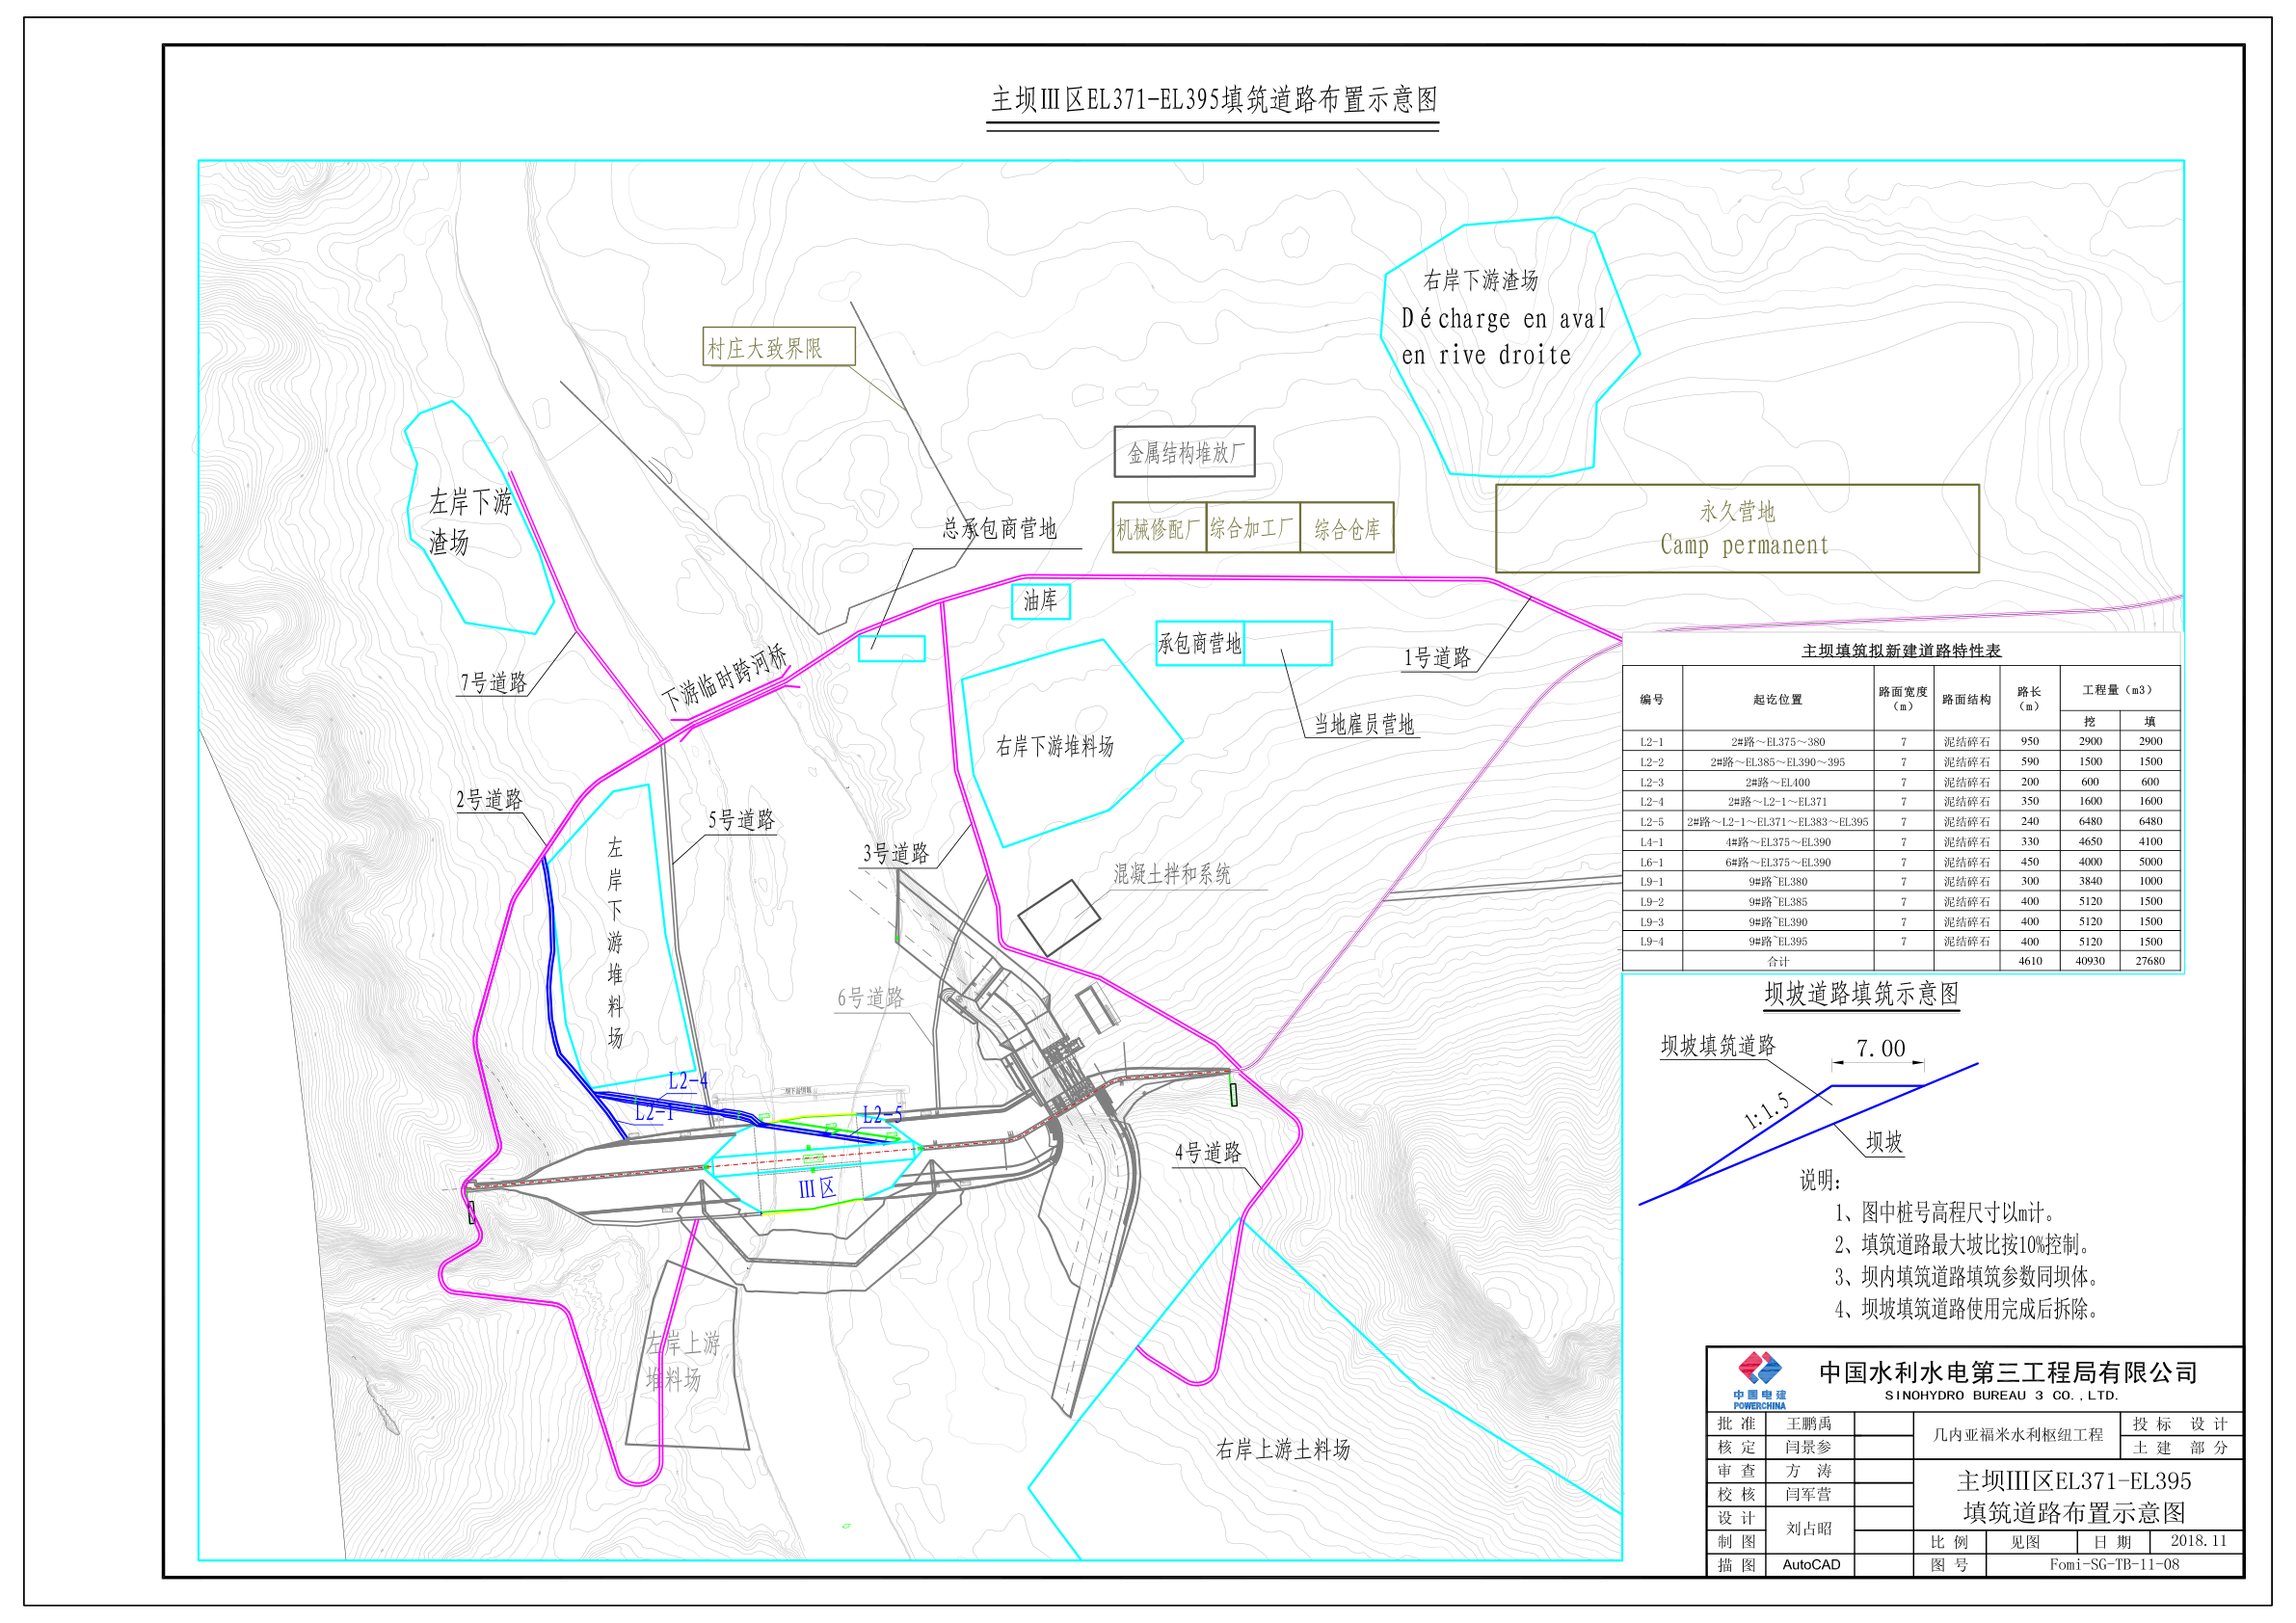 主坝Ⅲ区EL371-EL395填筑道路布置示意图
右岸下游渣场
Décharge en aval
en rive droite
村庄大致界限
金属结构堆放厂
左岸下游
渣场
总承包商营地
机械修配厂 综合加工厂 综合仓库
永久营地
Camp permanent
油库
承包商营地
1号道路
7号道路
下游临时跨河桥
当地雇员营地
右岸下游堆料场
2号道路
5号道路
3号道路
混凝土拌和系统
左岸下游堆料场
6号道路
L2-4
L2-1
L2-5
Ⅲ区
4号道路
左岸上游
堆料场
右岸上游土料场
主坝填筑拟新建道路特性表
编号 起讫位置 路面宽度(m) 路面结构 路长(m) 工程量(m3)
挖 填
L2-1 2#路～EL375～380 7 泥结碎石 950 2900 2900
L2-2 2#路～EL385～EL390～395 7 泥结碎石 590 1500 1500
L2-3 2#路～EL400 7 泥结碎石 200 600 600
L2-4 2#路～L2-1～EL371 7 泥结碎石 350 1600 1600
L2-5 2#路～L2-1～EL371～EL383～EL395 7 泥结碎石 240 6480 6480
L4-1 4#路～EL375～EL390 7 泥结碎石 330 4650 4100
L6-1 6#路～EL375～EL390 7 泥结碎石 450 4000 5000
L9-1 9#路~EL380 7 泥结碎石 300 3840 1000
L9-2 9#路~EL385 7 泥结碎石 400 5120 1500
L9-3 9#路~EL390 7 泥结碎石 400 5120 1500
L9-4 9#路~EL395 7 泥结碎石 400 5120 1500
合计 4610 40930 27680
坝坡道路填筑示意图
坝坡填筑道路
7.00
1:1.5
坝坡
说明:
1、图中桩号高程尺寸以m计。
2、填筑道路最大坡比按10%控制。
3、坝内填筑道路填筑参数同坝体。
4、坝坡填筑道路使用完成后拆除。
中国电建
POWERCHINA
中国水利水电第三工程局有限公司
SINOHYDRO BUREAU 3 CO.,LTD.
批准 王鹏禹
核定 闫景参
审查 方涛
校核 闫军营
设计 刘占昭
制图
描图 AutoCAD
几内亚福米水利枢纽工程
投标设计
土建部分
主坝Ⅲ区EL371-EL395
填筑道路布置示意图
比例 见图 日期 2018.11
图号 Fomi-SG-TB-11-08